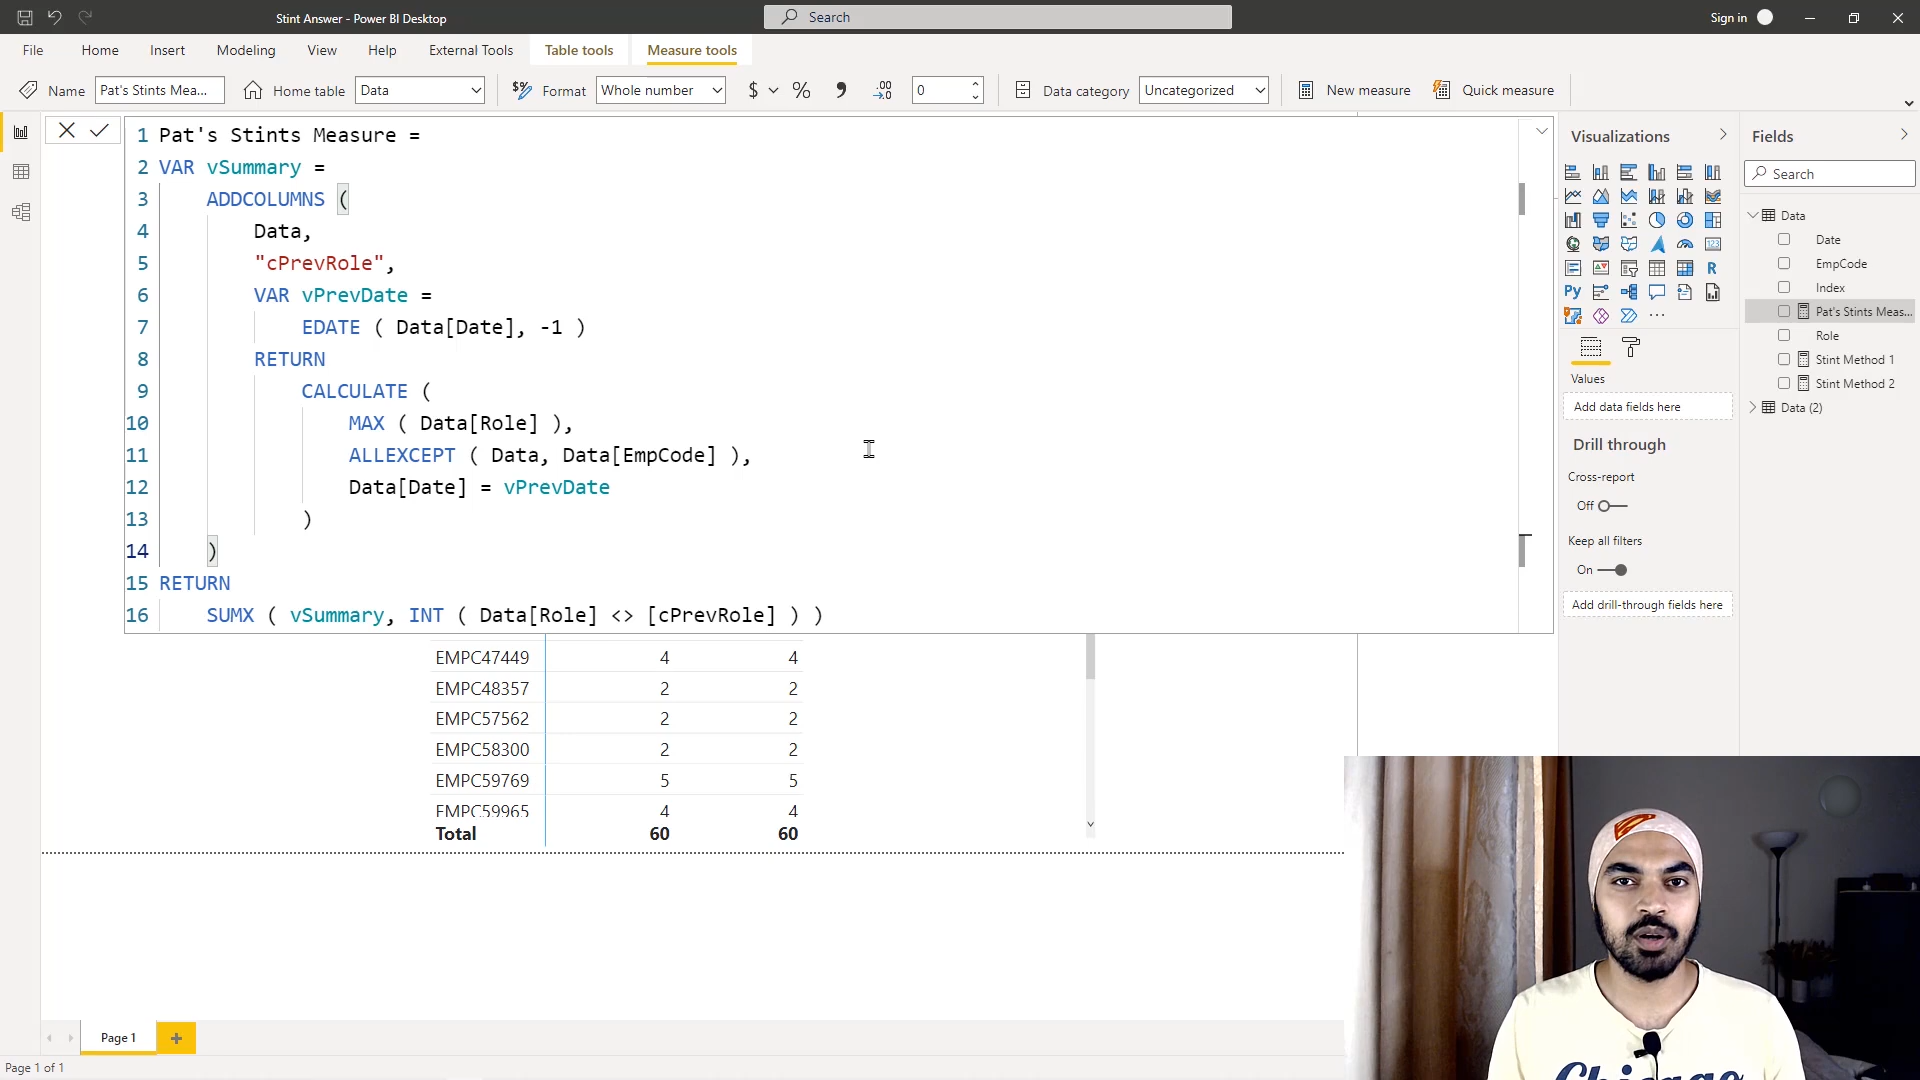 Stint Answer - Power BI Desktop
Search
Sign in
File Home Insert Modeling View Help External Tools Table tools Measure tools
Name Pat's Stints Mea... Home table Data Format Whole number $ % 0 Data category Uncategorized New measure Quick measure
1 Pat's Stints Measure =
2 VAR vSummary =
3 ADDCOLUMNS (
4 Data,
5 "cPrevRole",
6 VAR vPrevDate =
7 EDATE ( Data[Date], -1 )
8 RETURN
9 CALCULATE (
10 MAX ( Data[Role] ),
11 ALLEXCEPT ( Data, Data[EmpCode] ),
12 Data[Date] = vPrevDate
13 )
14 )
15 RETURN
16 SUMX ( vSummary, INT ( Data[Role] <> [cPrevRole] ) )
EMPC47449 4 4
EMPC48357 2 2
EMPC57562 2 2
EMPC58300 2 2
EMPC59769 5 5
EMPC59965 4 4
Total 60 60
Visualizations
123
R
Py
...
Values
Add data fields here
Drill through
Cross-report
Off
Keep all filters
On
Add drill-through fields here
Fields
Search
Data
Date
EmpCode
Index
Pat's Stints Meas...
Role
Stint Method 1
Stint Method 2
Data (2)
Page 1
+
Page 1 of 1
Chicago